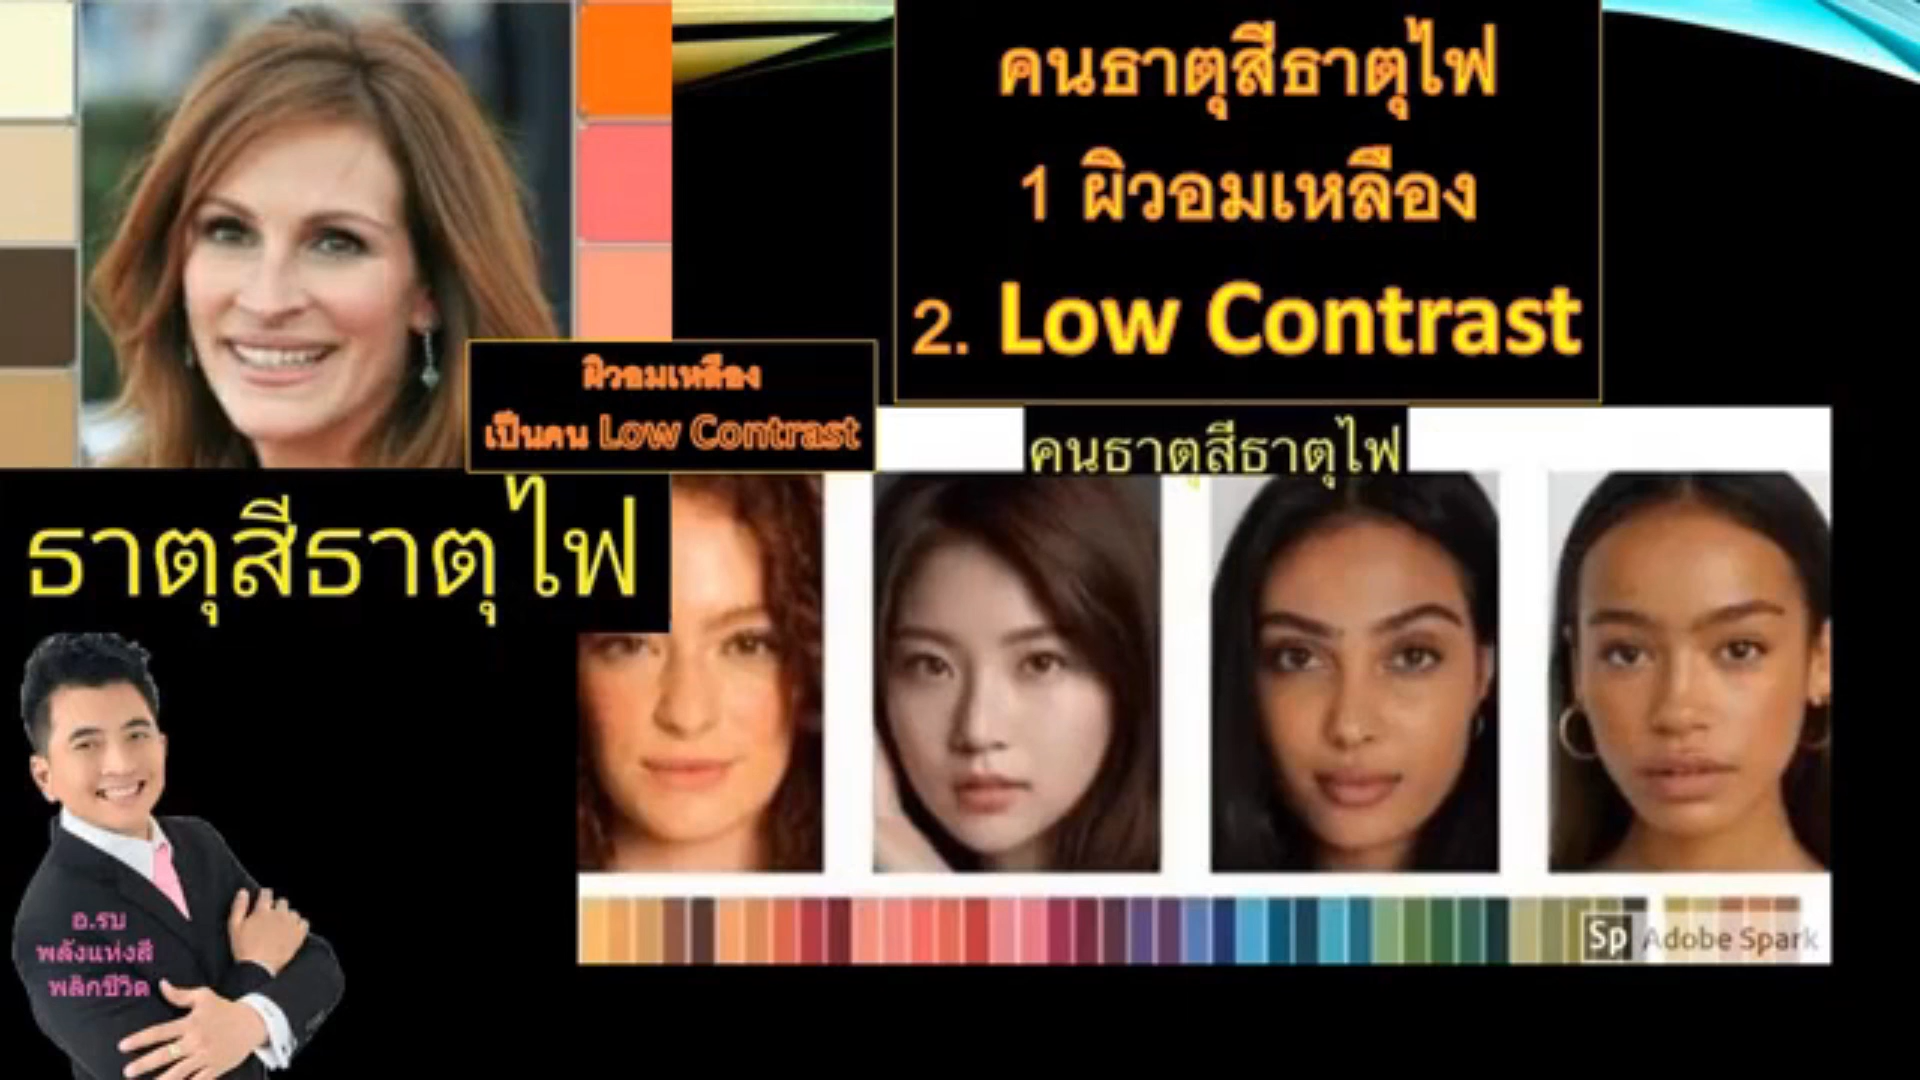 คนธาตุสีธาตุไฟ
1 ผิวอมเหลือง
2. Low Contrast
ผิวอมเหลือง
เป็นคน Low Contrast
คนธาตุสีธาตุไฟ
ธาตุสีธาตุไฟ
อ.รบ
พลังแห่งสี
พลิกชีวิต
Sp Adobe Spark